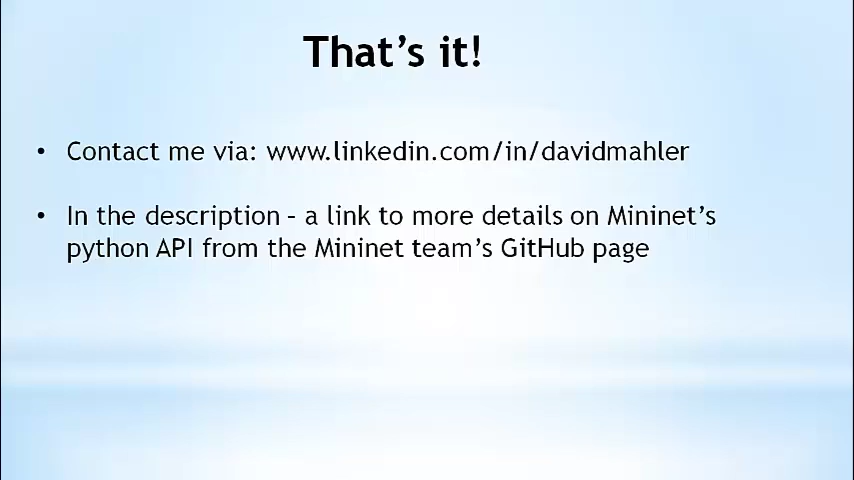 That’s it!
• Contact me via: www.linkedin.com/in/davidmahler
• In the description – a link to more details on Mininet’s
python API from the Mininet team’s GitHub page